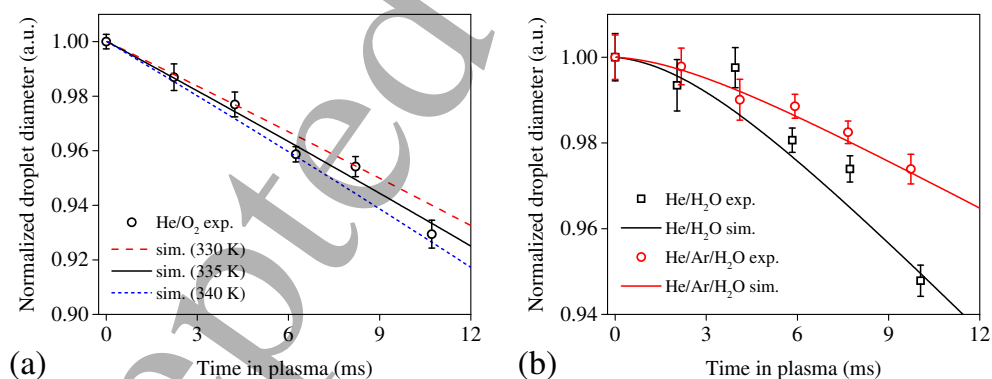 Normalized droplet diameter (a.u.)
1.00
0.98
0.96
0.94
0.92
0.90
He/O₂ exp.
sim. (330 K)
sim. (335 K)
sim. (340 K)
0 3 6 9 12
Time in plasma (ms)
(a)
Normalized droplet diameter (a.u.)
1.00
0.98
0.96
0.94
He/H₂O exp.
He/H₂O sim.
He/Ar/H₂O exp.
He/Ar/H₂O sim.
0 3 6 9 12
Time in plasma (ms)
(b)
epted